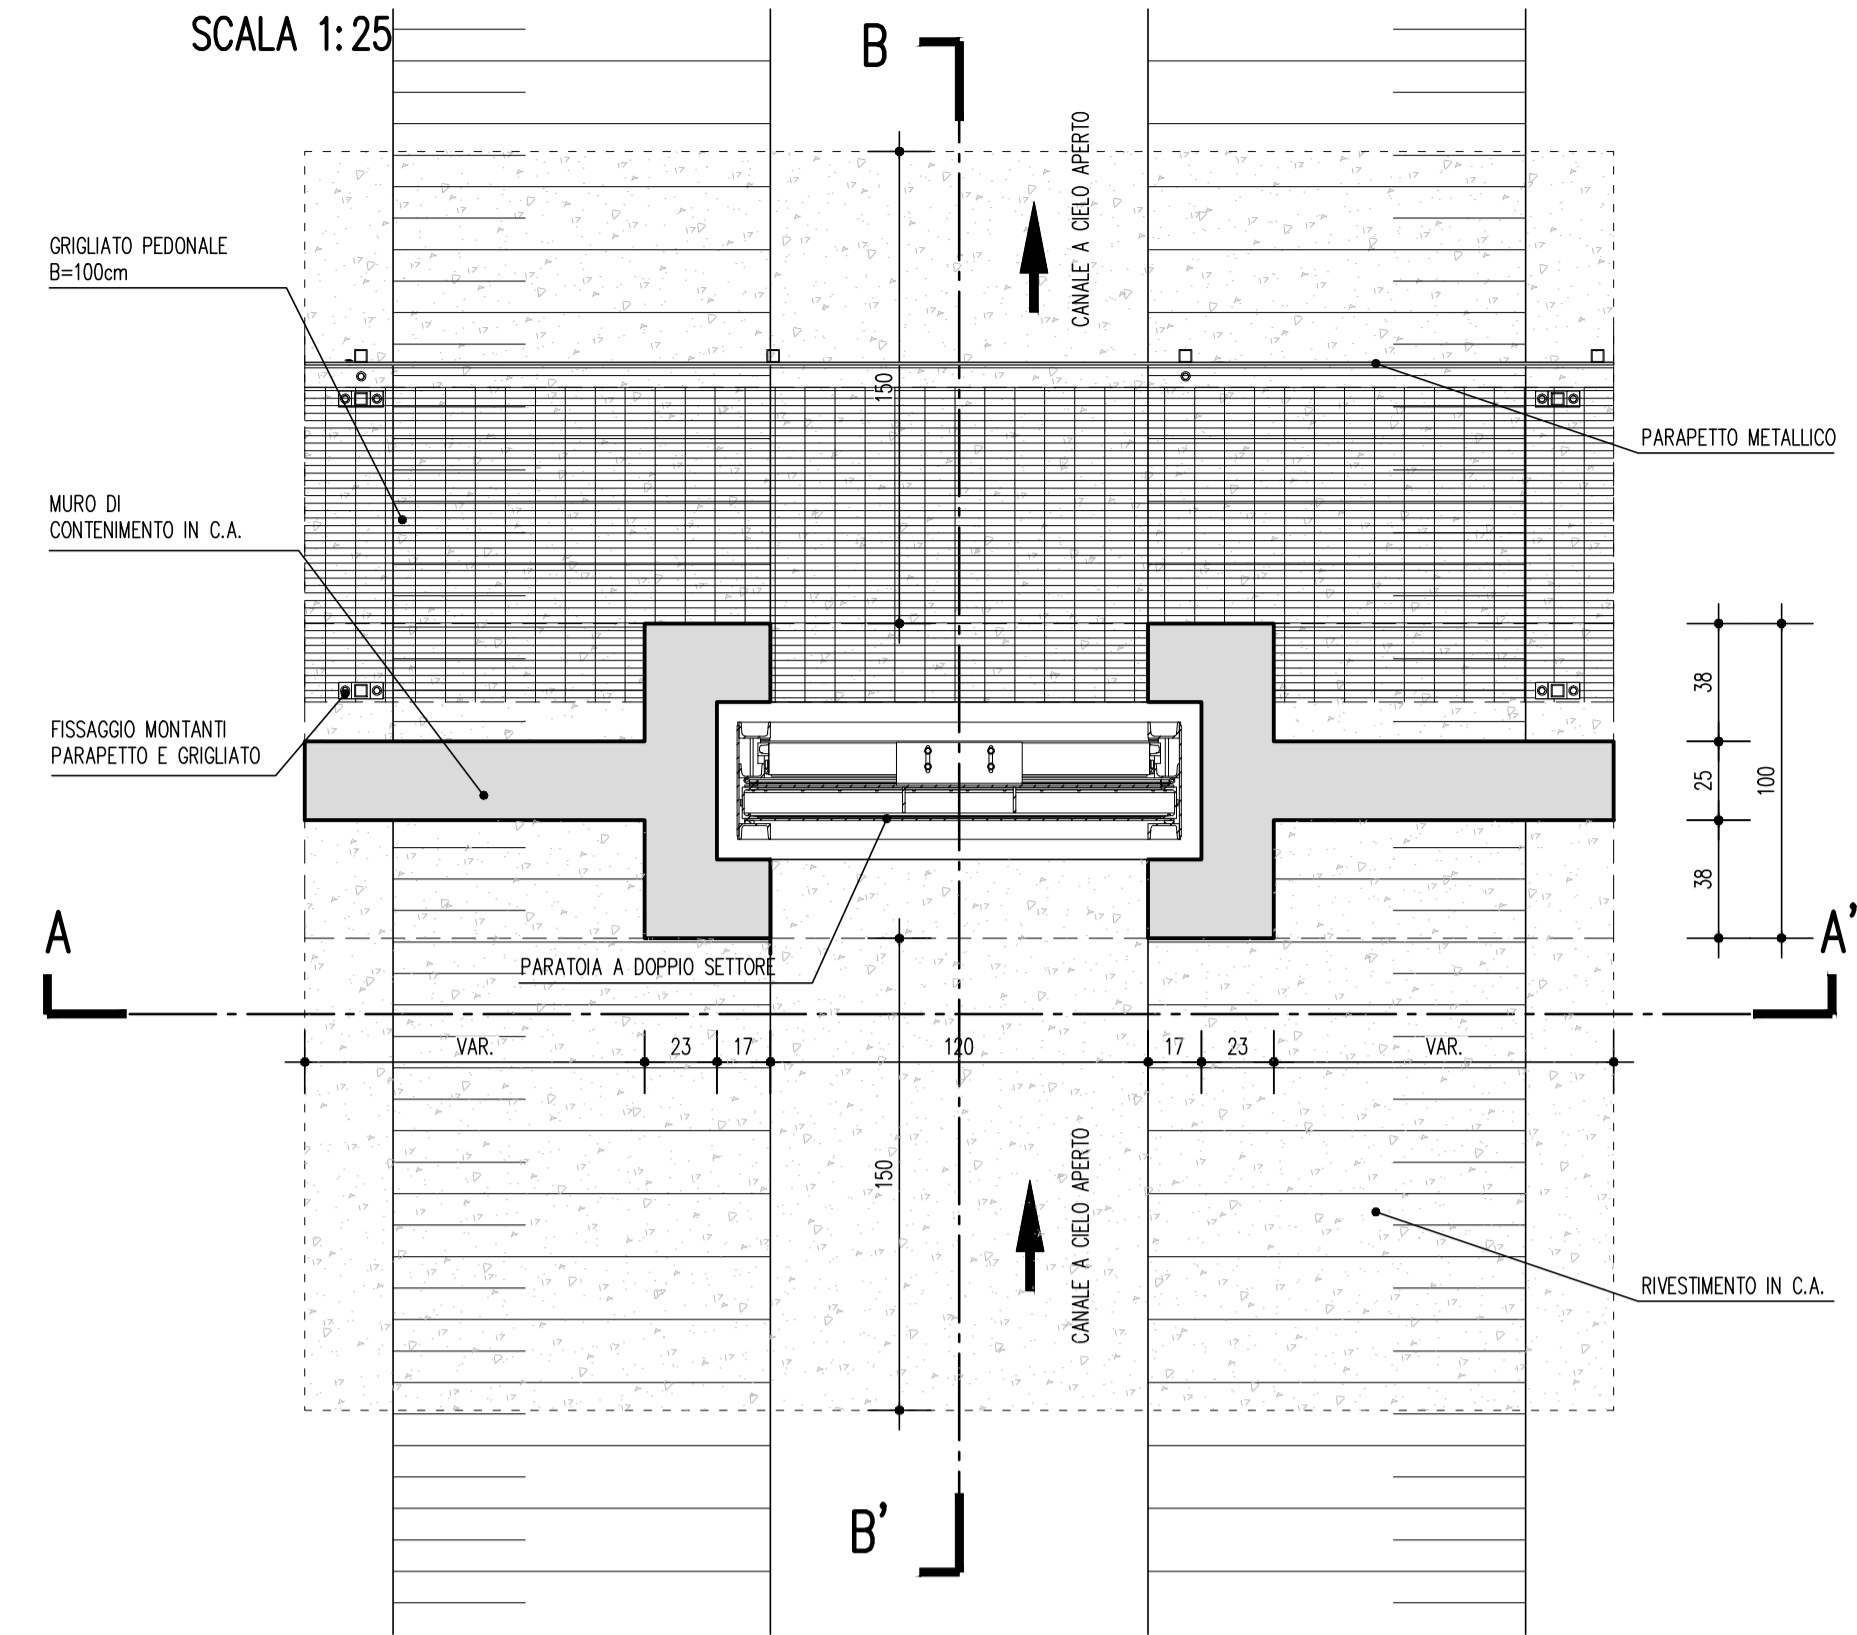 SCALA 1:25
B
CANALE A CIELO APERTO
GRIGLIATO PEDONALE
B=100cm
150
PARAPETTO METALLICO
MURO DI
CONTENIMENTO IN C.A.
38
25
100
38
FISSAGGIO MONTANTI
PARAPETTO E GRIGLIATO
A
A'
PARATOIA A DOPPIO SETTORE
VAR.
23
17
120
17
23
VAR.
150
CANALE A CIELO APERTO
RIVESTIMENTO IN C.A.
B'